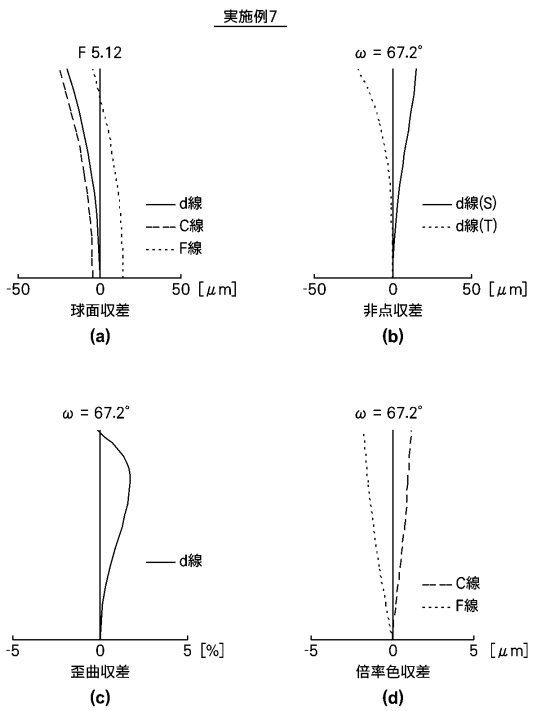 実施例7
F 5.12
d線
C線
F線
-50 0 50 [μm]
球面収差
(a)
ω = 67.2°
d線(S)
d線(T)
-50 0 50 [μm]
非点収差
(b)
ω = 67.2°
d線
-5 0 5 [%]
歪曲収差
(c)
ω = 67.2°
C線
F線
-5 0 5 [μm]
倍率色収差
(d)